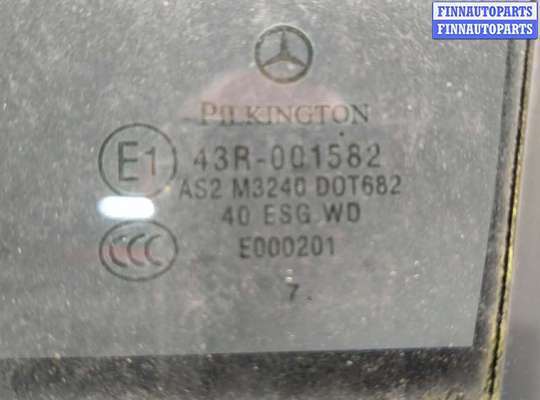 FINNAUTOPARTS
FINNAUTOPARTS
PILKINGTON
E1 43R-001582
AS2 M3240 DOT682
40 ESG WD
CCC E000201
7